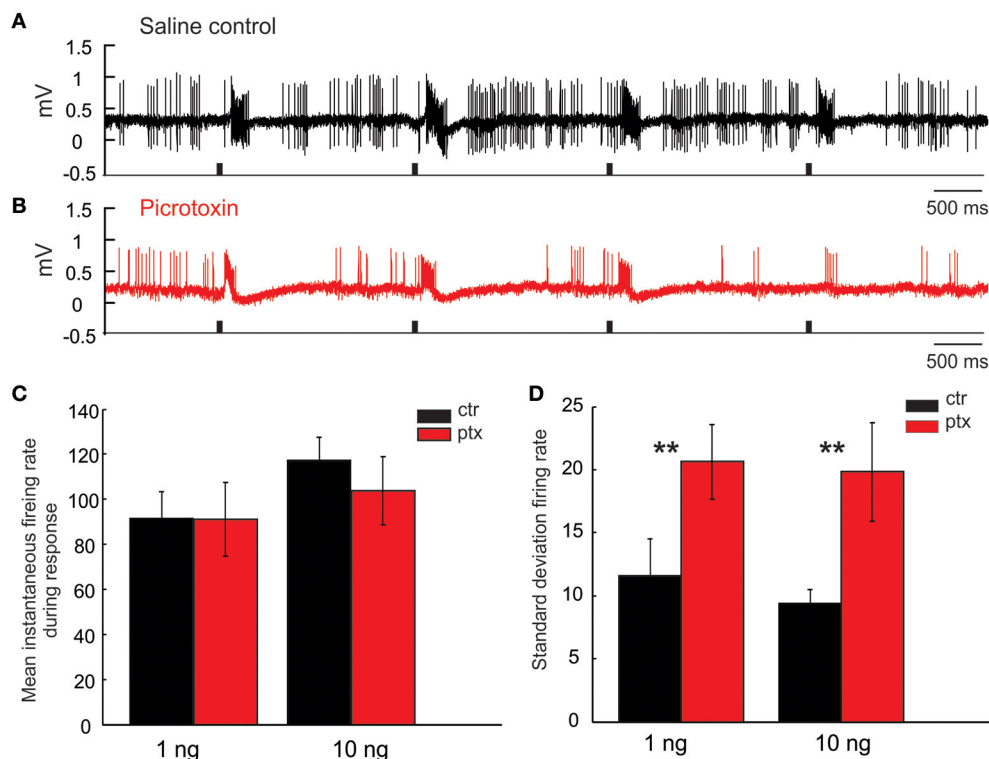 A
Saline control
1.5
1
0.5
0
-0.5
mV
500 ms
B
Picrotoxin
1.5
1
0.5
0
-0.5
mV
500 ms
C
140
120
100
80
60
40
20
0
Mean instantaneous fireing rate
during response
ctr
ptx
1 ng
10 ng
D
25
20
15
10
5
0
Standard deviation firing rate
ctr
ptx
**
**
1 ng
10 ng